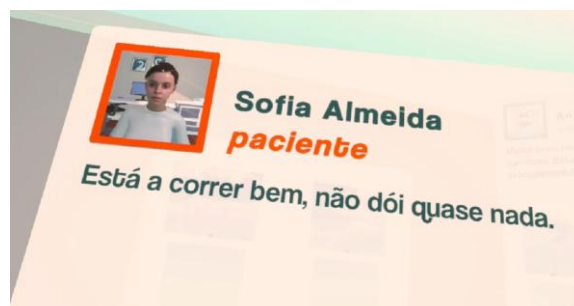 Sofia Almeida
paciente
Está a correr bem, não dói quase nada.